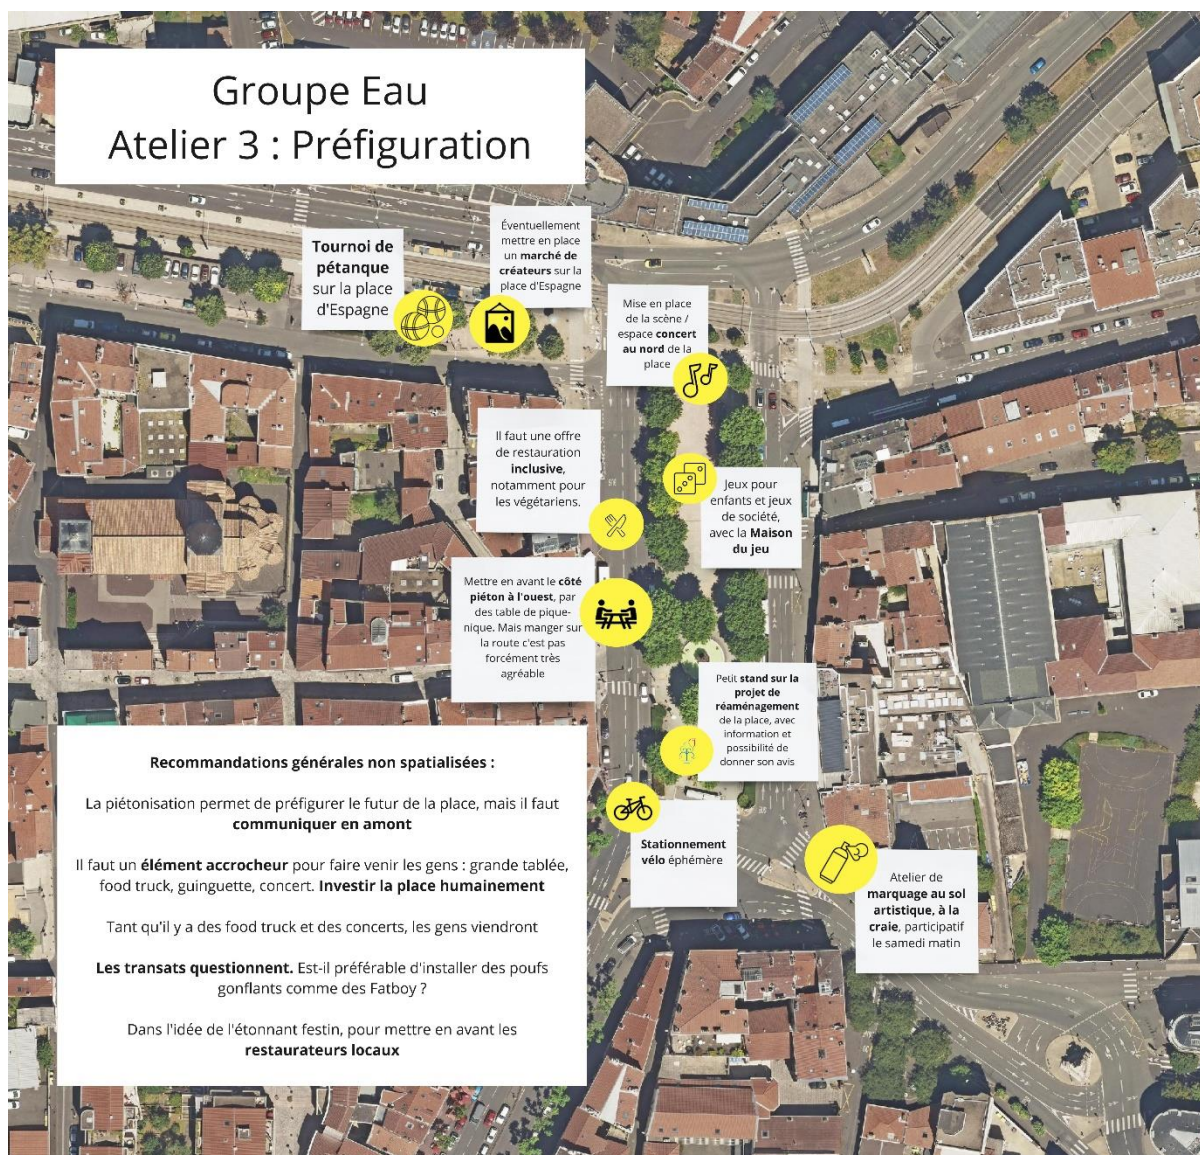 Groupe Eau
Atelier 3 : Préfiguration
Tournoi de
pétanque
sur la place
d'Espagne
Éventuellement
mettre en place
un marché de
créateurs sur la
place d'Espagne
Mise en place
de la scène /
espace concert
au nord de la
place
Il faut une offre
de restauration
inclusive,
notamment pour
les végétariens.
Jeux pour
enfants et jeux
de société,
avec la Maison
du jeu
Mettre en avant le côté
piéton à l'ouest, par
des table de pique-
nique. Mais manger sur
la route c'est pas
forcément très
agréable
Petit stand sur la
projet de
réaménagement
de la place, avec
information et
possibilité de
donner son avis
Stationnement
vélo éphémère
Atelier de
marquage au sol
artistique, à la
craie, participatif
le samedi matin
Recommandations générales non spatialisées :
La piétonisation permet de préfigurer le futur de la place, mais il faut
communiquer en amont
Il faut un élément accrocheur pour faire venir les gens : grande tablée,
food truck, guinguette, concert. Investir la place humainement
Tant qu'il y a des food truck et des concerts, les gens viendront
Les transats questionnent. Est-il préférable d'installer des poufs
gonflants comme des Fatboy ?
Dans l'idée de l'étonnant festin, pour mettre en avant les
restaurateurs locaux